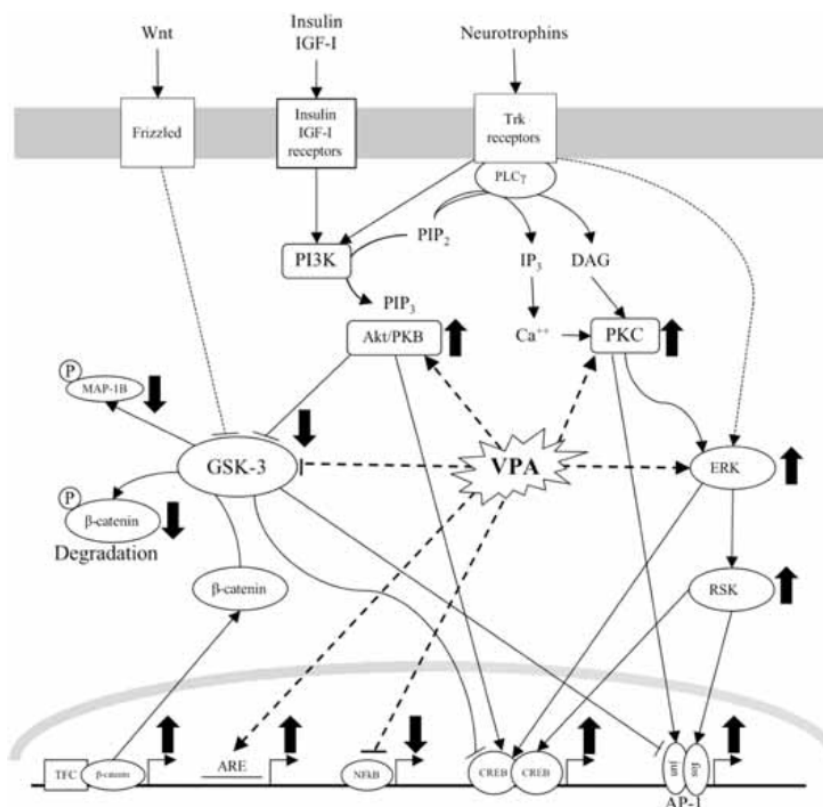 Wnt
Insulin
IGF-I
Neurotrophins
Frizzled
Insulin
IGF-I
receptors
Trk
receptors
PLCγ
PI3K
PIP2
IP3
DAG
PIP3
Akt/PKB
Ca++
PKC
P
MAP-1B
GSK-3
VPA
ERK
P
β-catenin
Degradation
β-catenin
RSK
TFC
β-catenin
ARE
NFkB
CREB
CREB
jun
fos
AP-1